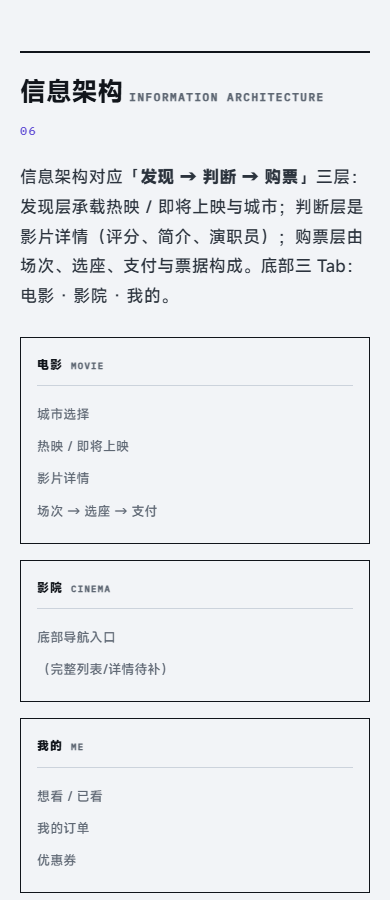 信息架构 INFORMATION ARCHITECTURE
06
信息架构对应「发现 → 判断 → 购票」三层：
发现层承载热映 / 即将上映与城市；判断层是
影片详情（评分、简介、演职员）；购票层由
场次、选座、支付与票据构成。底部三 Tab：
电影 · 影院 · 我的。
电影 MOVIE
城市选择
热映 / 即将上映
影片详情
场次 → 选座 → 支付
影院 CINEMA
底部导航入口
（完整列表/详情待补）
我的 ME
想看 / 已看
我的订单
优惠券